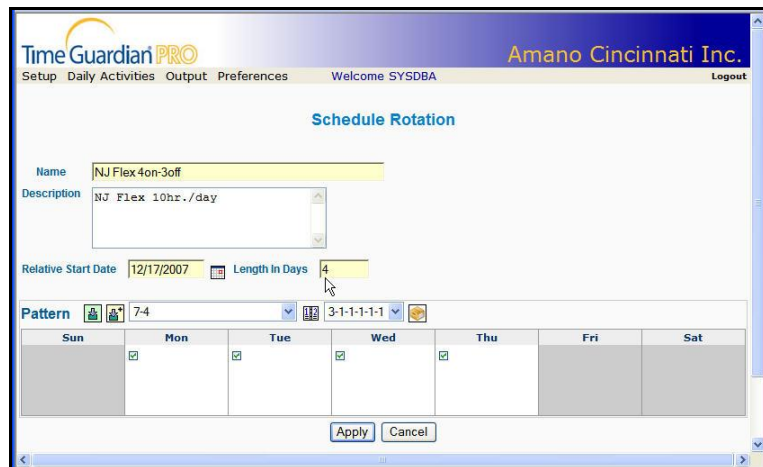 Time Guardian PRO
Amano Cincinnati Inc.
Setup Daily Activities Output Preferences Welcome SYSDBA Logout
Schedule Rotation
Name NJ Flex 4on-3off
Description NJ Flex 10hr./day
Relative Start Date 12/17/2007 Length In Days 4
Pattern 7-4 3-1-1-1-1-1
Sun Mon Tue Wed Thu Fri Sat
Apply Cancel